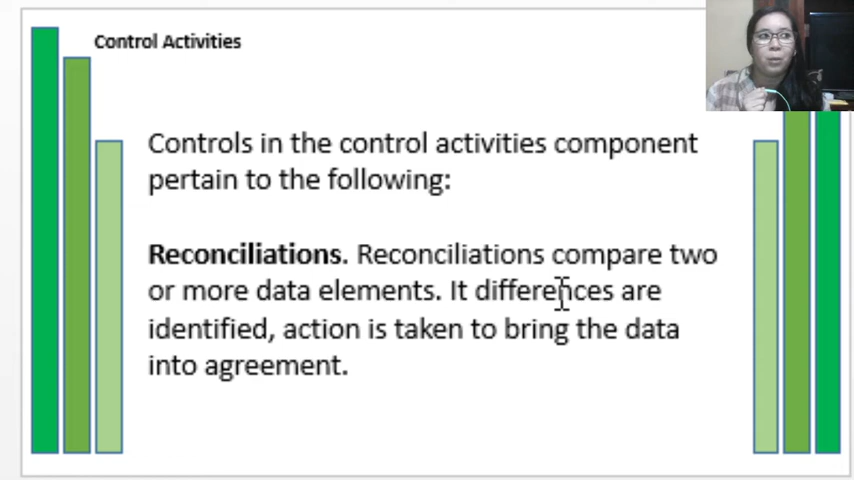 Control Activities
Controls in the control activities component
pertain to the following:
Reconciliations. Reconciliations compare two
or more data elements. It differences are
identified, action is taken to bring the data
into agreement.